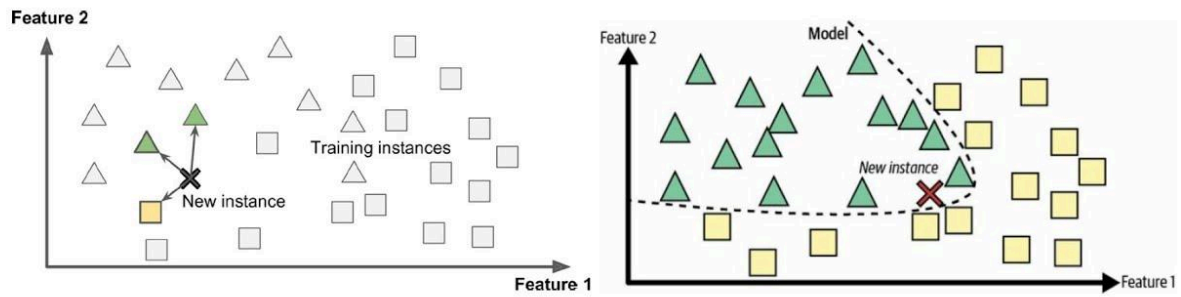 Feature 2
Training instances
New instance
Feature 1
Feature 2
Model
New instance
Feature 1